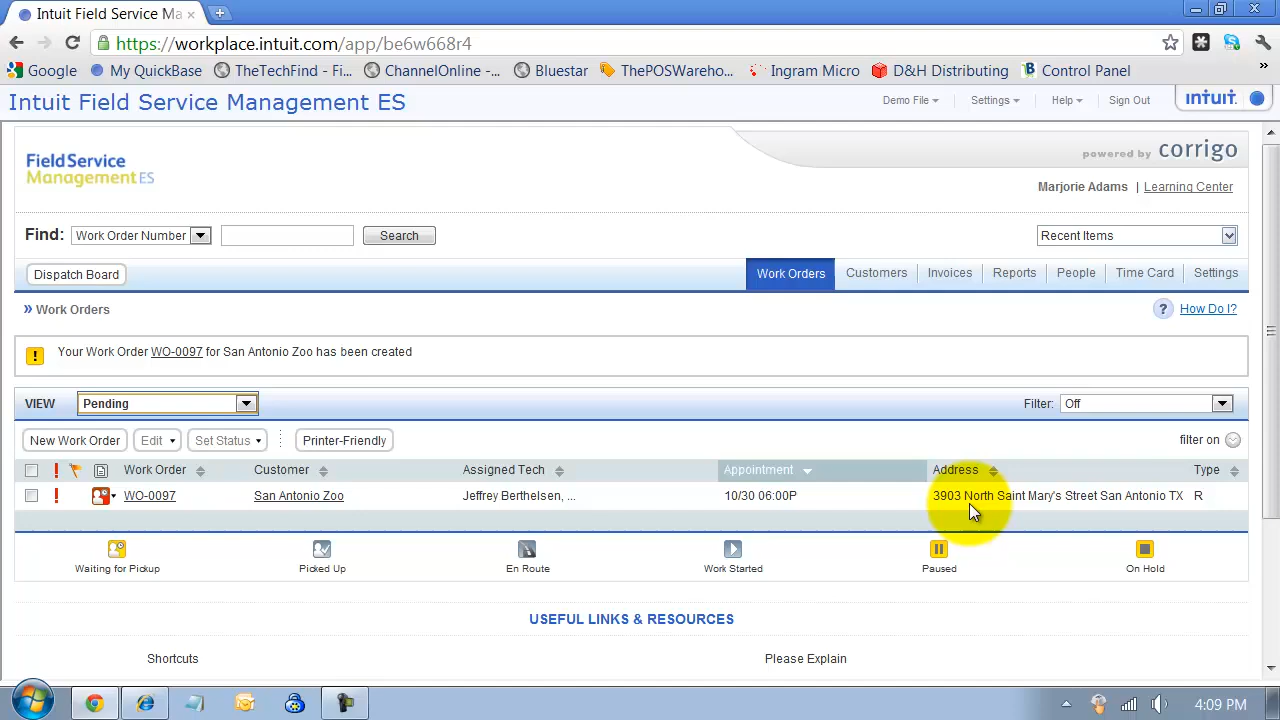 Intuit Field Service Ma
https://workplace.intuit.com/app/be6w668r4
Google My QuickBase TheTechFind - Fi... ChannelOnline -... Bluestar ThePOSWareho... Ingram Micro D&H Distributing Control Panel »
Intuit Field Service Management ES
Demo File Settings Help Sign Out intuit.
FieldService
ManagementES
powered by corrigo
Marjorie Adams | Learning Center
Find: Work Order Number Search Recent Items
Dispatch Board Work Orders Customers Invoices Reports People Time Card Settings
» Work Orders ? How Do I?
! Your Work Order WO-0097 for San Antonio Zoo has been created
VIEW Pending Filter: Off
New Work Order Edit Set Status Printer-Friendly filter on
! Work Order Customer Assigned Tech Appointment Address Type
! WO-0097 San Antonio Zoo Jeffrey Berthelsen, ... 10/30 06:00P 3903 North Saint Mary's Street San Antonio TX R
Waiting for Pickup Picked Up En Route Work Started Paused On Hold
USEFUL LINKS & RESOURCES
Shortcuts Please Explain
4:09 PM